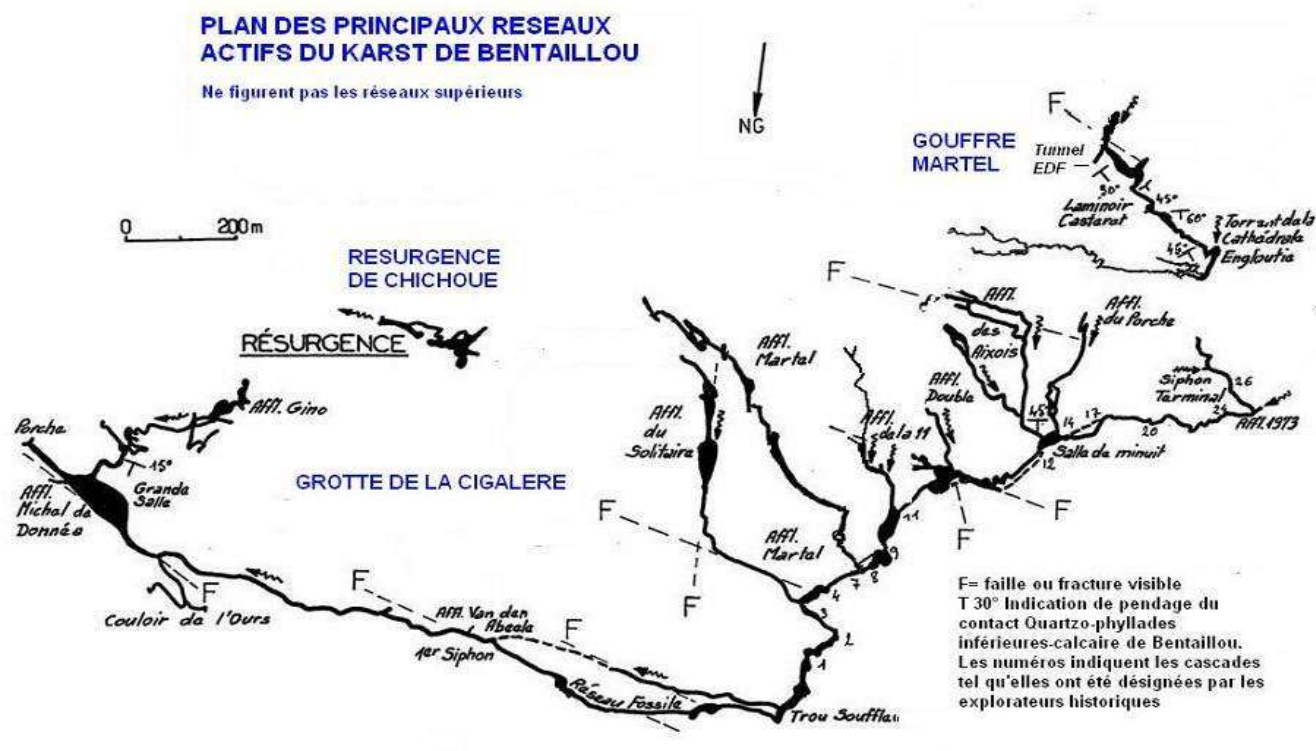 PLAN DES PRINCIPAUX RESEAUX
ACTIFS DU KARST DE BENTAILLOU
Ne figurent pas les réseaux supérieurs
NG
GOUFFRE
MARTEL
F
Tunnel
EDF
30°
Laminoir
Castarat
45°
60°
45°
Torrent de la
Cathédrale
Engloutie
0 200m
RESURGENCE
DE CHICHOUE
RÉSURGENCE
F
Affl.
des
Aixois
Affl.
du Porche
Affl.
Martel
Affl.
Double
Siphon
Terminal
26
Affl. Gino
Porche
Affl.
du
Solitaire
Affl.
de la 11
45°
14
17
20
24
Affl. 1973
Salle de minuit
12
15°
Grande
Salle
Affl.
Michel de
Donnéa
GROTTE DE LA CIGALERE
F
11
F
F
Affl.
Martel
9
8
7
4
3
2
1
F
F
Couloir de l'Ours
F
Affl. Van den
Abeele
F
1er Siphon
Réseau Fossile
Trou Souffleur
F= faille ou fracture visible
T 30° Indication de pendage du
contact Quartzo-phyllades
inférieures-calcaire de Bentaillou.
Les numéros indiquent les cascades
tel qu'elles ont été désignées par les
explorateurs historiques